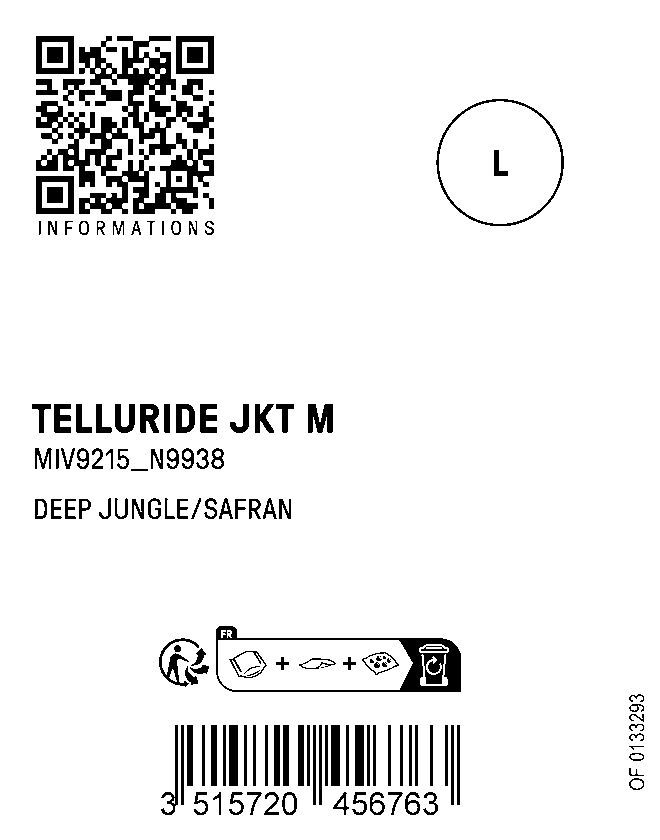 INFORMATIONS
L
TELLURIDE JKT M
MIV9215_N9938
DEEP JUNGLE/SAFRAN
FR
3 515720 456763
OF 0133293